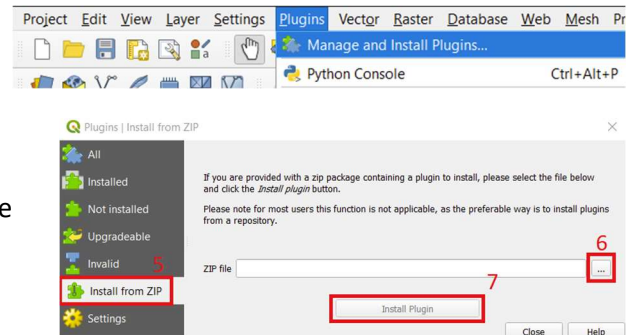 Project Edit View Layer Settings Plugins Vector Raster Database Web Mesh Pr
Manage and Install Plugins...
Python Console Ctrl+Alt+P
Plugins | Install from ZIP
All
Installed
Not installed
Upgradeable
Invalid
Install from ZIP
Settings
e
5
If you are provided with a zip package containing a plugin to install, please select the file below
and click the Install plugin button.
Please note for most users this function is not applicable, as the preferable way is to install plugins
from a repository.
6
ZIP file ...
7
Install Plugin
Close Help